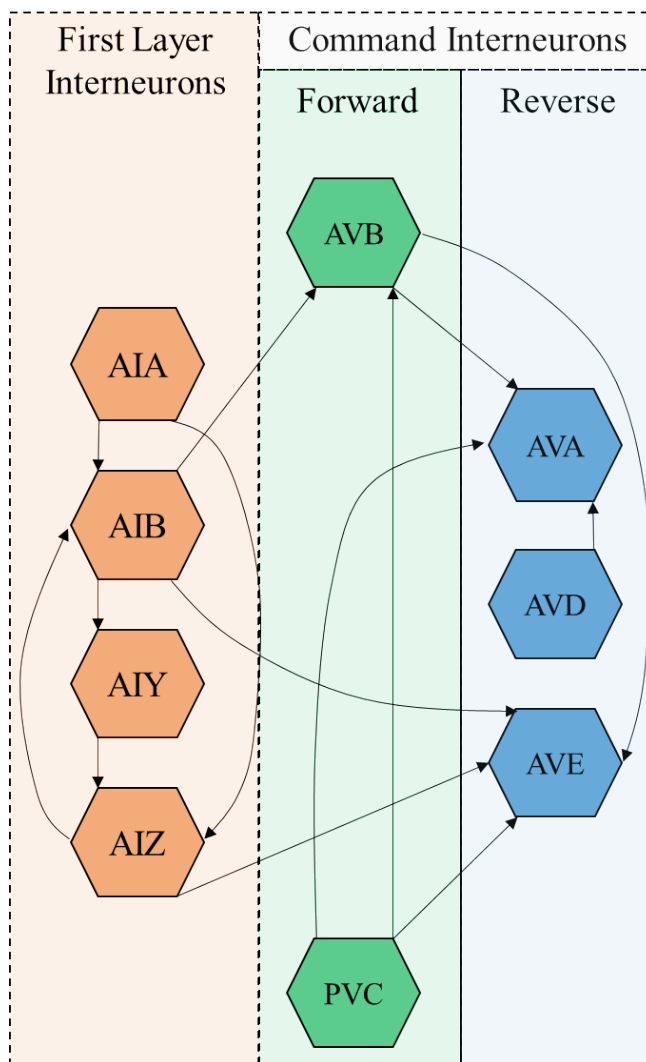 First Layer
Interneurons
Command Interneurons
Forward
Reverse
AVB
AIA
AVA
AIB
AVD
AIY
AVE
AIZ
PVC